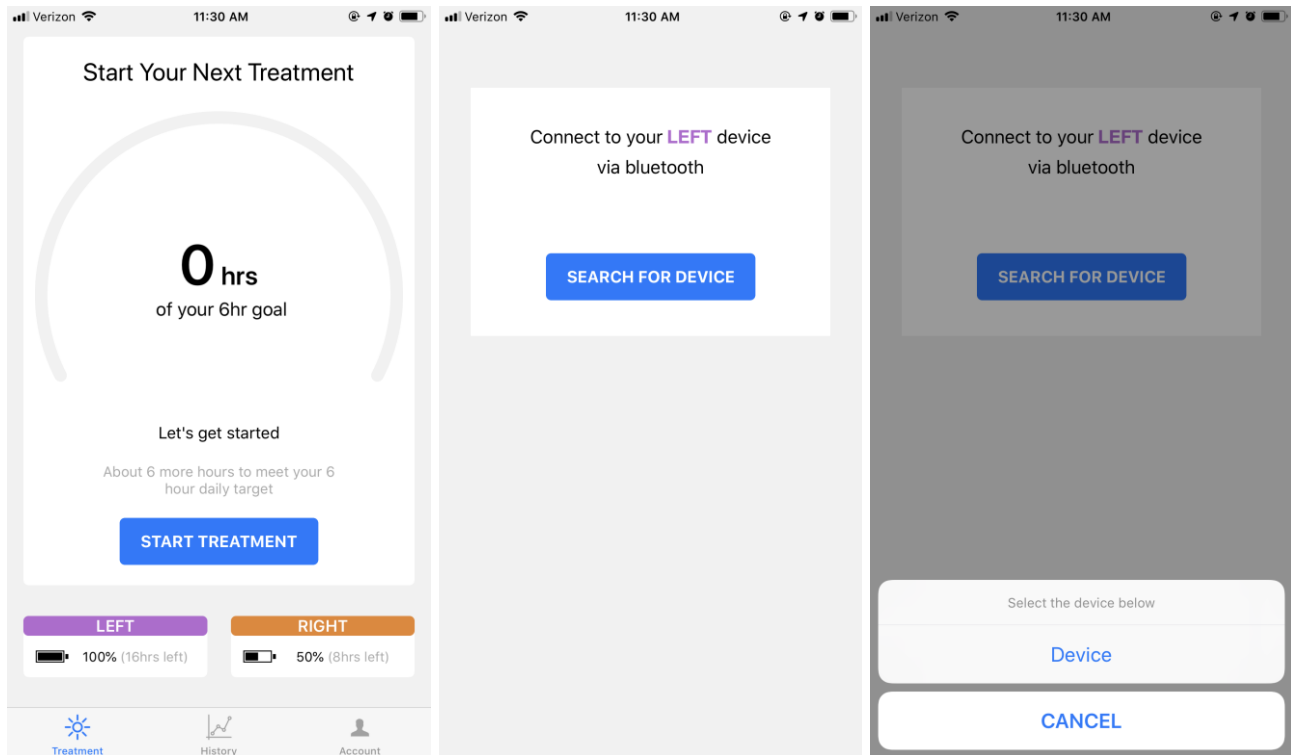 Verizon 11:30 AM
Start Your Next Treatment
0 hrs
of your 6hr goal
Let's get started
About 6 more hours to meet your 6
hour daily target
START TREATMENT
LEFT
100% (16hrs left)
RIGHT
50% (8hrs left)
Treatment History Account
Verizon 11:30 AM
Connect to your LEFT device
via bluetooth
SEARCH FOR DEVICE
Verizon 11:30 AM
Connect to your LEFT device
via bluetooth
SEARCH FOR DEVICE
Select the device below
Device
CANCEL